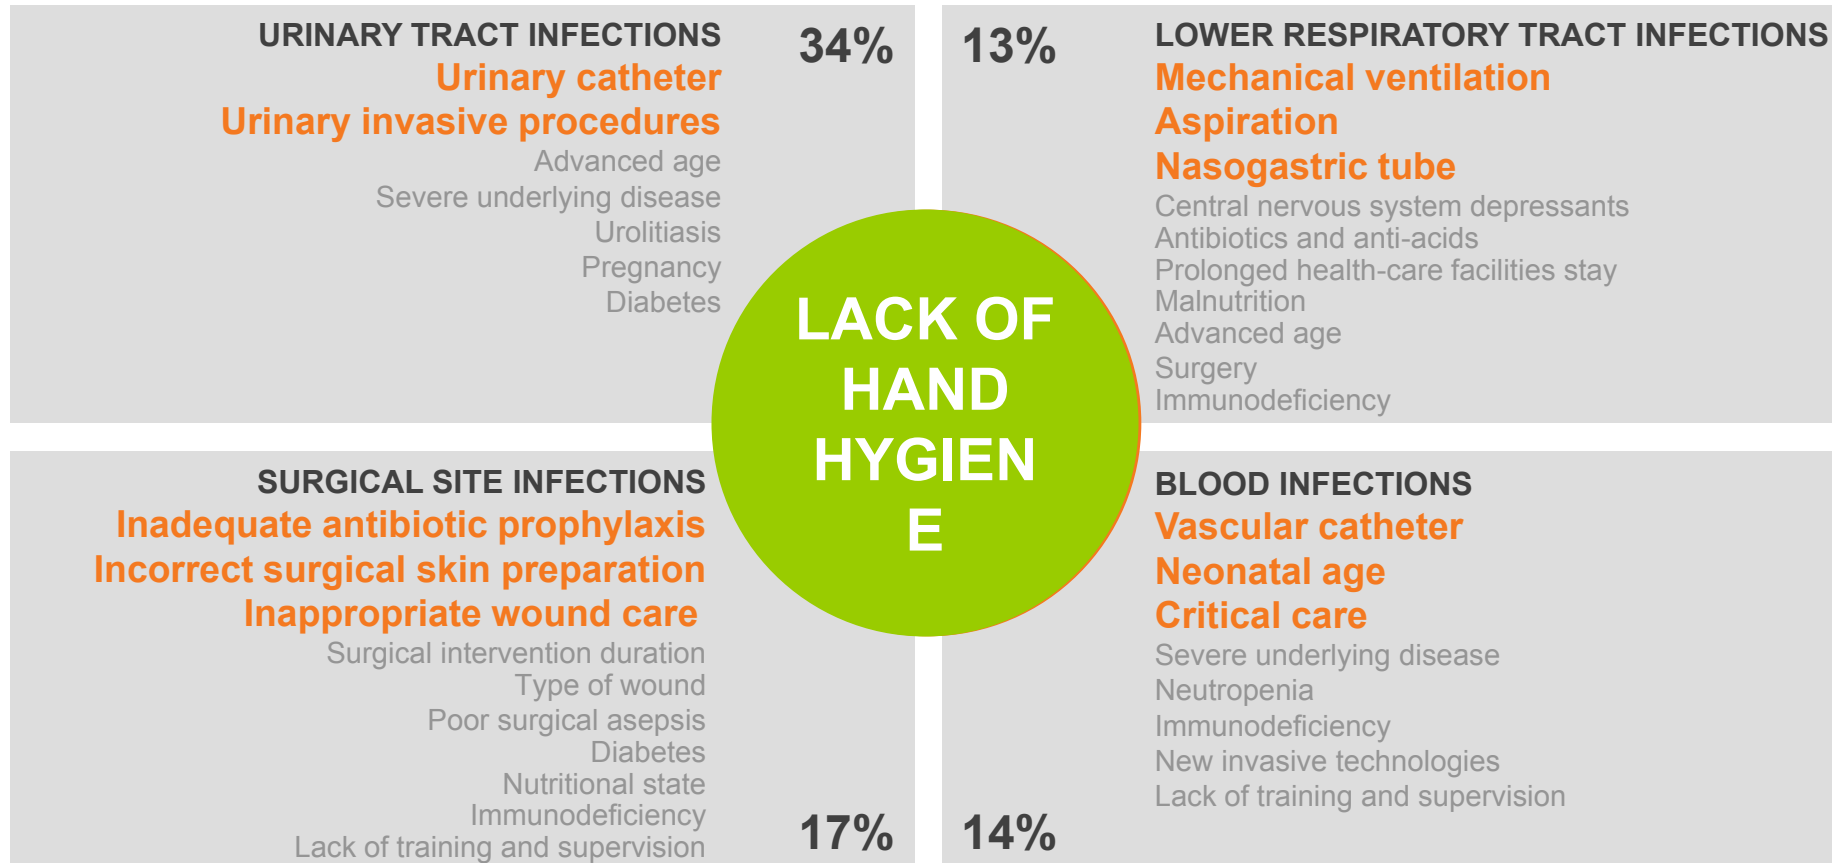 URINARY TRACT INFECTIONS
34%
Urinary catheter
Urinary invasive procedures
Advanced age
Severe underlying disease
Urolitiasis
Pregnancy
Diabetes
13%
LOWER RESPIRATORY TRACT INFECTIONS
Mechanical ventilation
Aspiration
Nasogastric tube
Central nervous system depressants
Antibiotics and anti-acids
Prolonged health-care facilities stay
Malnutrition
Advanced age
Surgery
Immunodeficiency
LACK OF
HAND
HYGIEN
E
SURGICAL SITE INFECTIONS
Inadequate antibiotic prophylaxis
Incorrect surgical skin preparation
Inappropriate wound care
Surgical intervention duration
Type of wound
Poor surgical asepsis
Diabetes
Nutritional state
Immunodeficiency
Lack of training and supervision
17%
BLOOD INFECTIONS
Vascular catheter
Neonatal age
Critical care
Severe underlying disease
Neutropenia
Immunodeficiency
New invasive technologies
Lack of training and supervision
14%